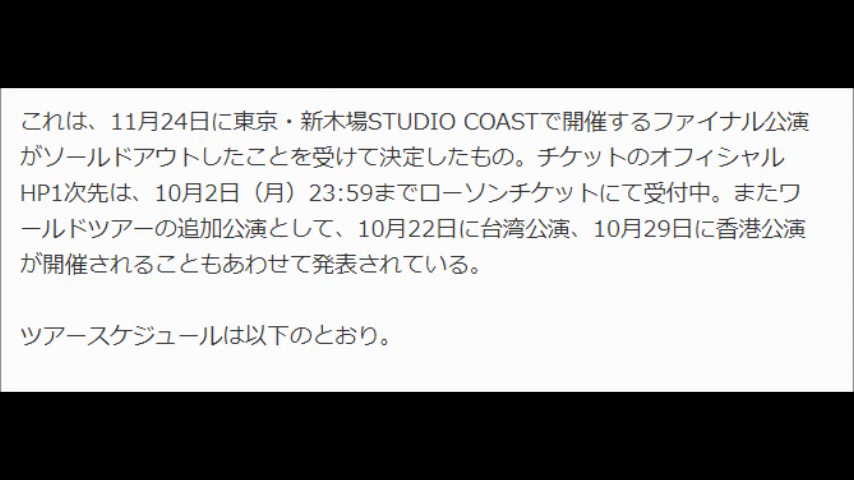 これは、11月24日に東京・新木場STUDIO COASTで開催するファイナル公演
がソールドアウトしたことを受けて決定したもの。チケットのオフィシャル
HP1次先は、10月2日（月）23:59までローソンチケットにて受付中。またワ
ールドツアーの追加公演として、10月22日に台湾公演、10月29日に香港公演
が開催されることもあわせて発表されている。
ツアースケジュールは以下のとおり。